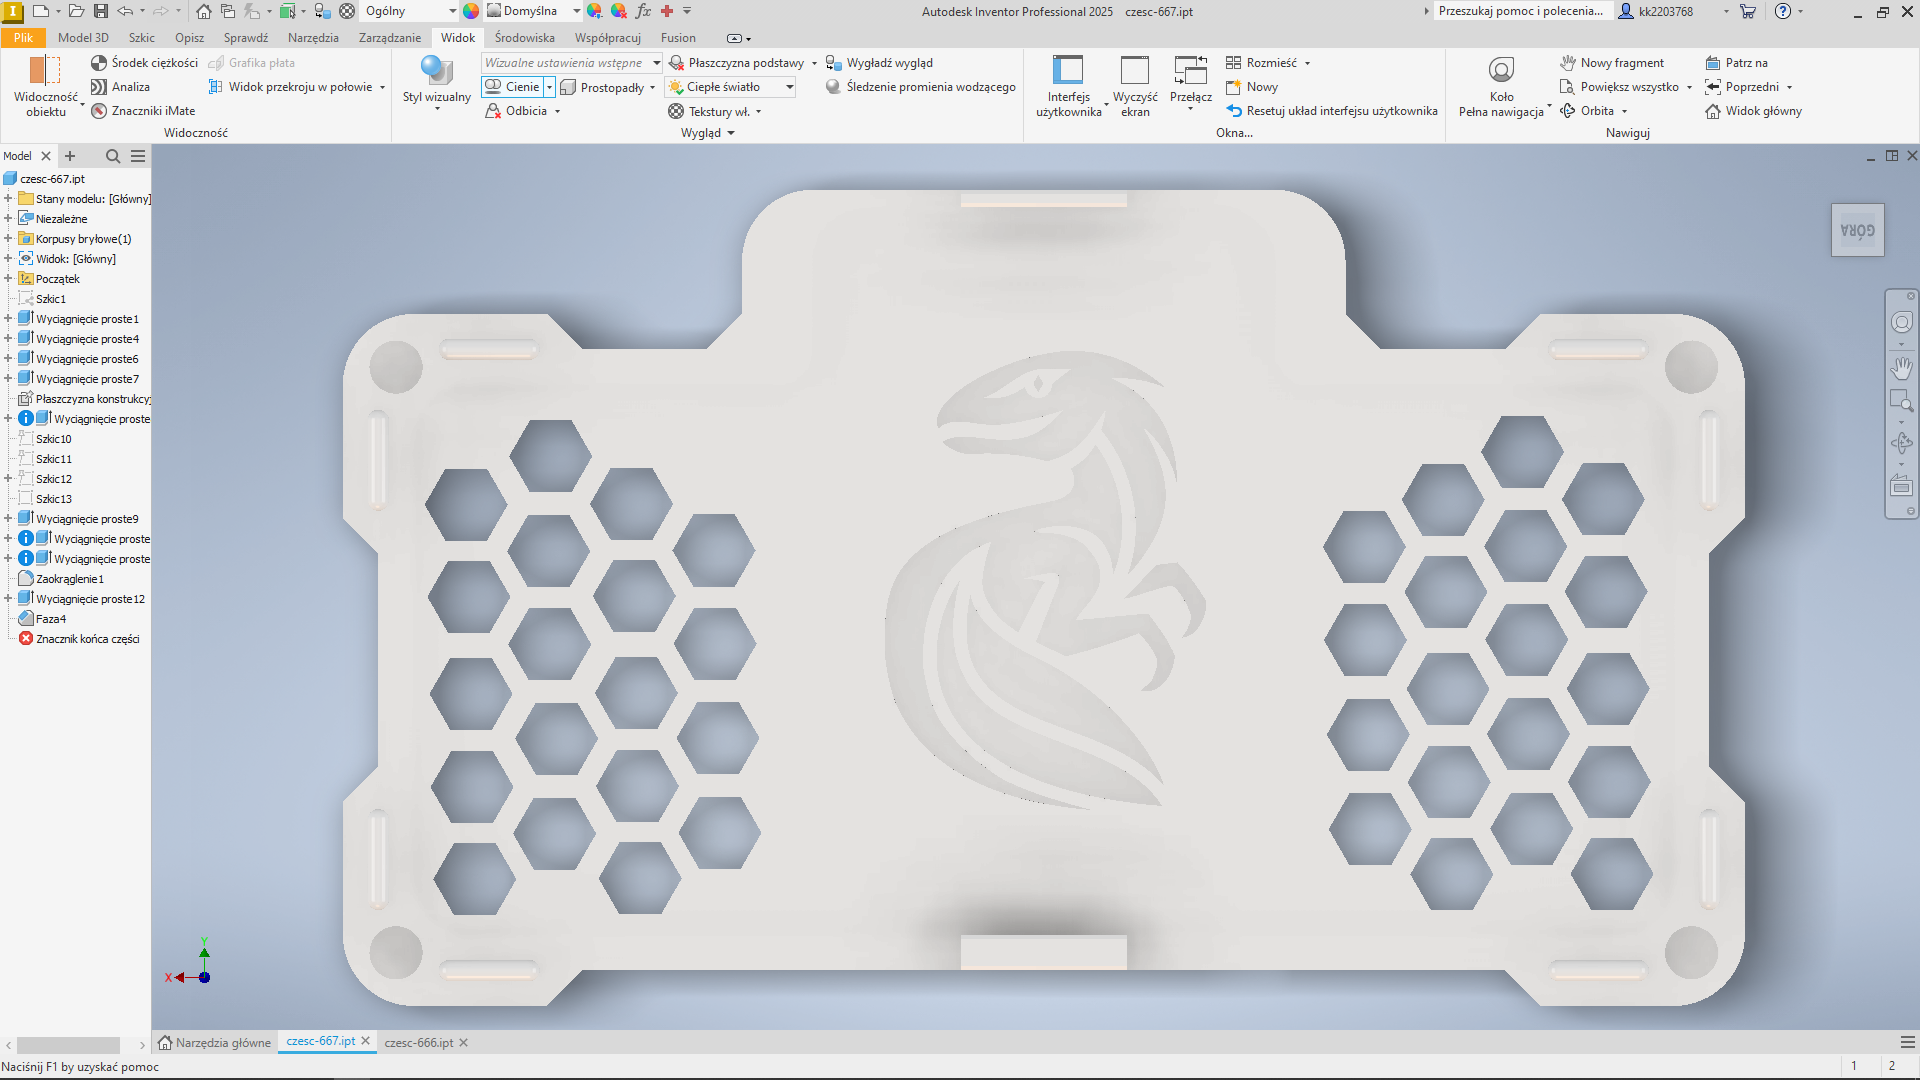 I
Ogólny
Domyślna
fx
Autodesk Inventor Professional 2025 czesc-667.ipt
Przeszukaj pomoc i polecenia...
kk2203768
Plik
Model 3D
Szkic
Opisz
Sprawdź
Narzędzia
Zarządzanie
Widok
Środowiska
Współpracuj
Fusion
Widoczność obiektu
Środek ciężkości
Analiza
Znaczniki iMate
Grafika plata
Widok przekroju w połowie
Widoczność
Styl wizualny
Wizualne ustawienia wstępne
Cienie
Prostopadły
Odbicia
Płaszczyzna podstawy
Ciepłe światło
Tekstury wł.
Wygładź wygląd
Śledzenie promienia wodzącego
Wygląd
Interfejs użytkownika
Wyczyść ekran
Przełącz
Rozmieść
Nowy
Resetuj układ interfejsu użytkownika
Okna...
Koło
Pełna nawigacja
Nowy fragment
Powiększ wszystko
Orbita
Patrz na
Poprzedni
Widok główny
Nawiguj
Model
czesc-667.ipt
Stany modelu: [Główny]
Niezależne
Korpusy bryłowe(1)
Widok: [Główny]
Początek
Szkic1
Wyciągnięcie proste1
Wyciągnięcie proste4
Wyciągnięcie proste6
Wyciągnięcie proste7
Płaszczyzna konstrukcyj
Wyciągnięcie proste
Szkic10
Szkic11
Szkic12
Szkic13
Wyciągnięcie proste9
Wyciągnięcie proste
Wyciągnięcie proste
Zaokrąglenie1
Wyciągnięcie proste12
Faza4
Znacznik końca części
GÓRA
Y
X
Narzędzia główne
czesc-667.ipt
czesc-666.ipt
Naciśnij F1 by uzyskać pomoc
1
2